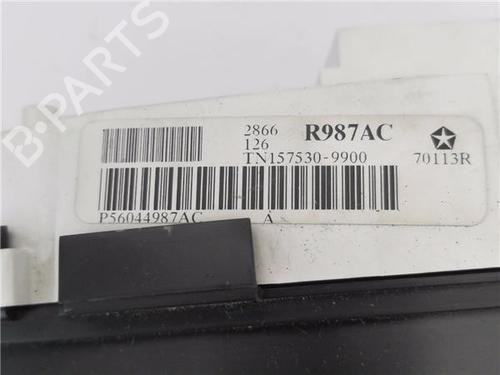 2866 R987AC
126
TN157530-9900 70113R
P56044987AC A
B-PARTS